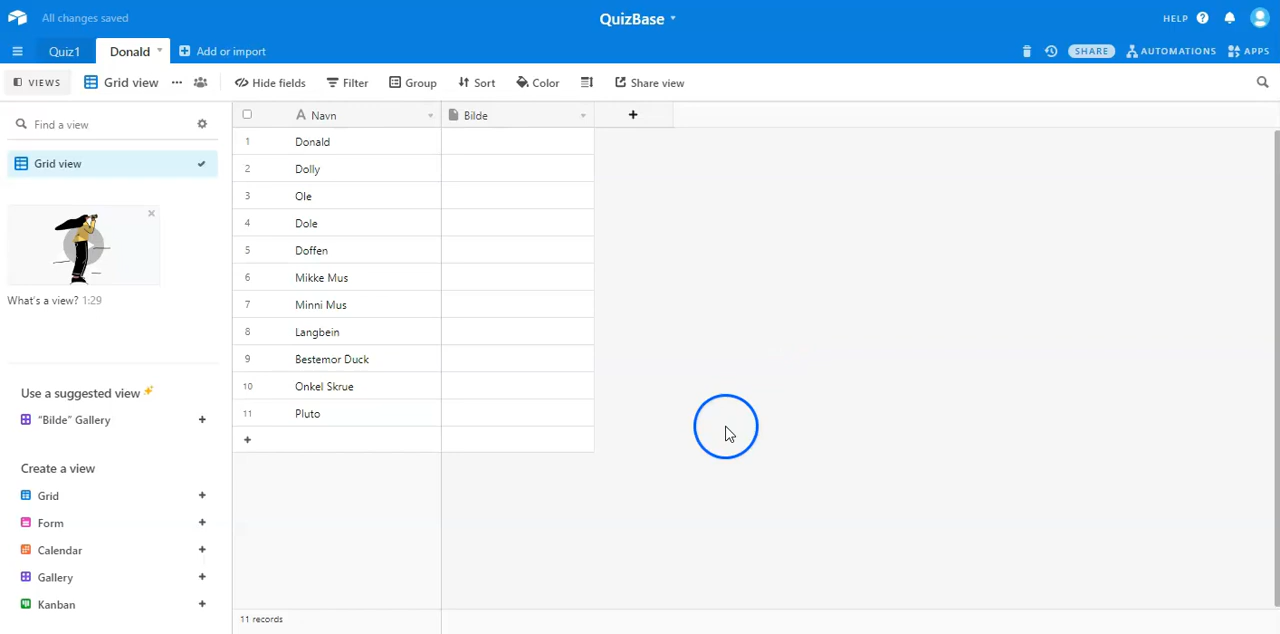 All changes saved
QuizBase
HELP
Quiz1
Donald
Add or import
SHARE
AUTOMATIONS
APPS
VIEWS
Grid view
Hide fields
Filter
Group
Sort
Color
Share view
Find a view
Grid view
What's a view? 1:29
Use a suggested view
"Bilde" Gallery
Create a view
Grid
Form
Calendar
Gallery
Kanban
Navn Bilde
1 Donald
2 Dolly
3 Ole
4 Dole
5 Doffen
6 Mikke Mus
7 Minni Mus
8 Langbein
9 Bestemor Duck
10 Onkel Skrue
11 Pluto
11 records